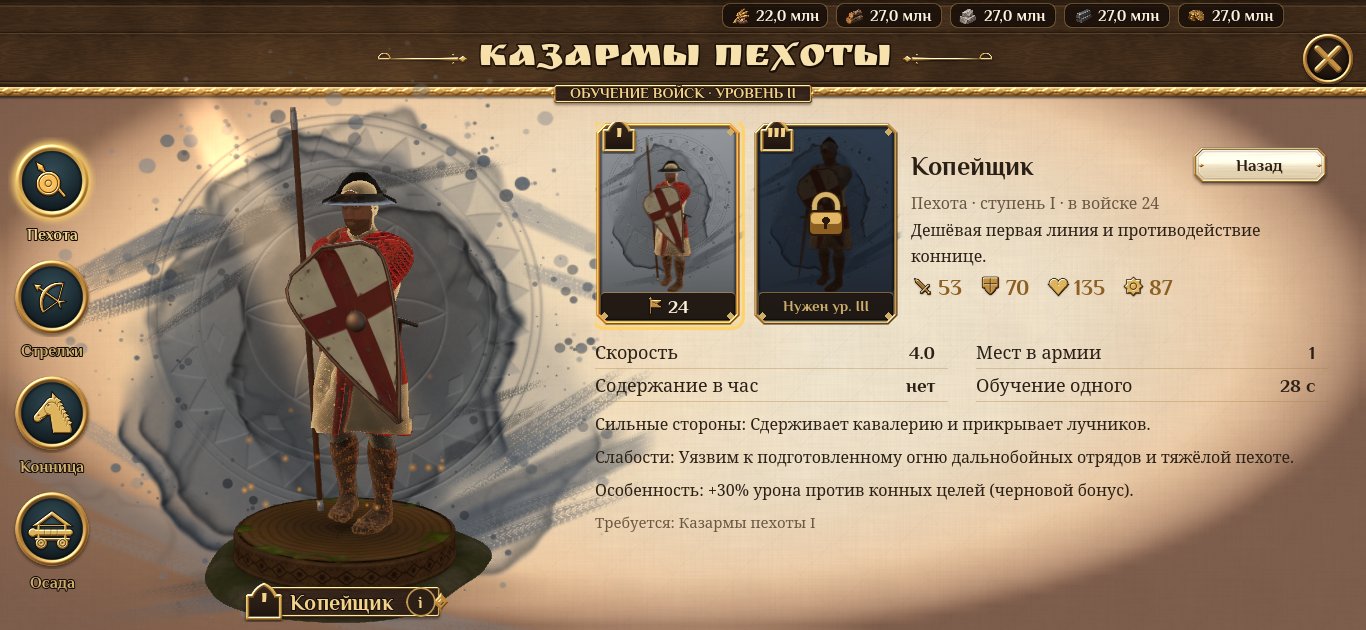 22,0 млн 27,0 млн 27,0 млн 27,0 млн 27,0 млн
КАЗАРМЫ ПЕХОТЫ
ОБУЧЕНИЕ ВОЙСК · УРОВЕНЬ II
Пехота
Стрелки
Конница
Осада
I
Копейщик i
I
24
III
Нужен ур. III
Копейщик
Назад
Пехота · ступень I · в войске 24
Дешёвая первая линия и противодействие
коннице.
53 70 135 87
Скорость 4.0 Мест в армии 1
Содержание в час нет Обучение одного 28 с
Сильные стороны: Сдерживает кавалерию и прикрывает лучников.
Слабости: Уязвим к подготовленному огню дальнобойных отрядов и тяжёлой пехоте.
Особенность: +30% урона против конных целей (черновой бонус).
Требуется: Казармы пехоты I